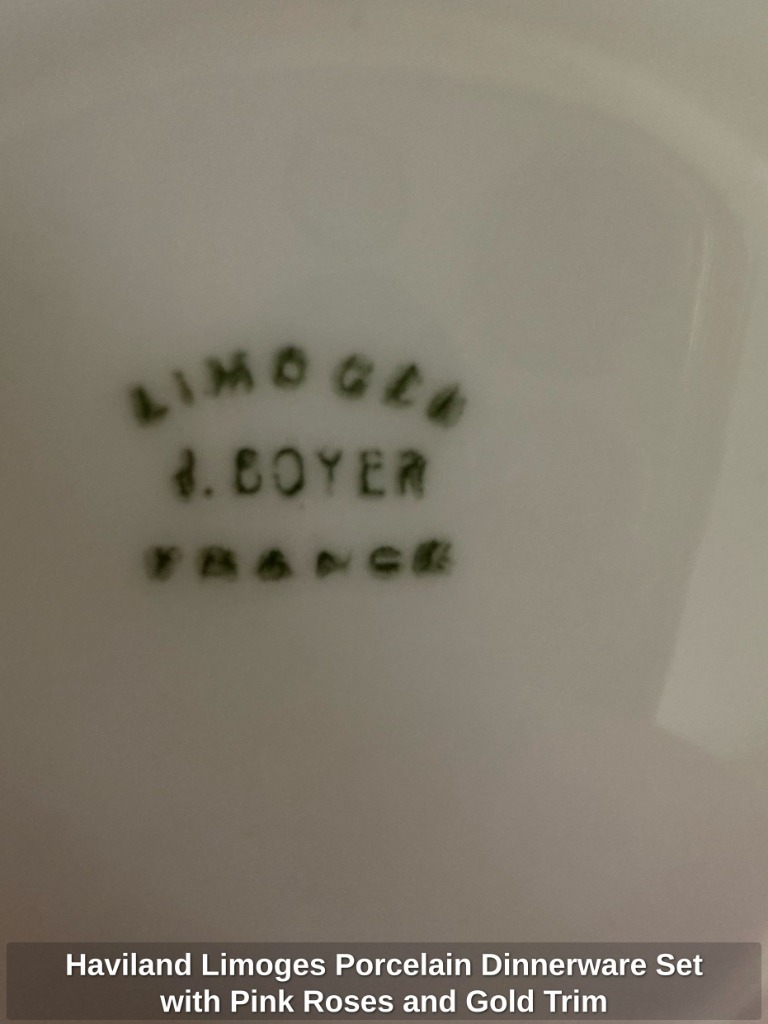 LIMOGES
J. BOYER
FRANCE
Haviland Limoges Porcelain Dinnerware Set
with Pink Roses and Gold Trim